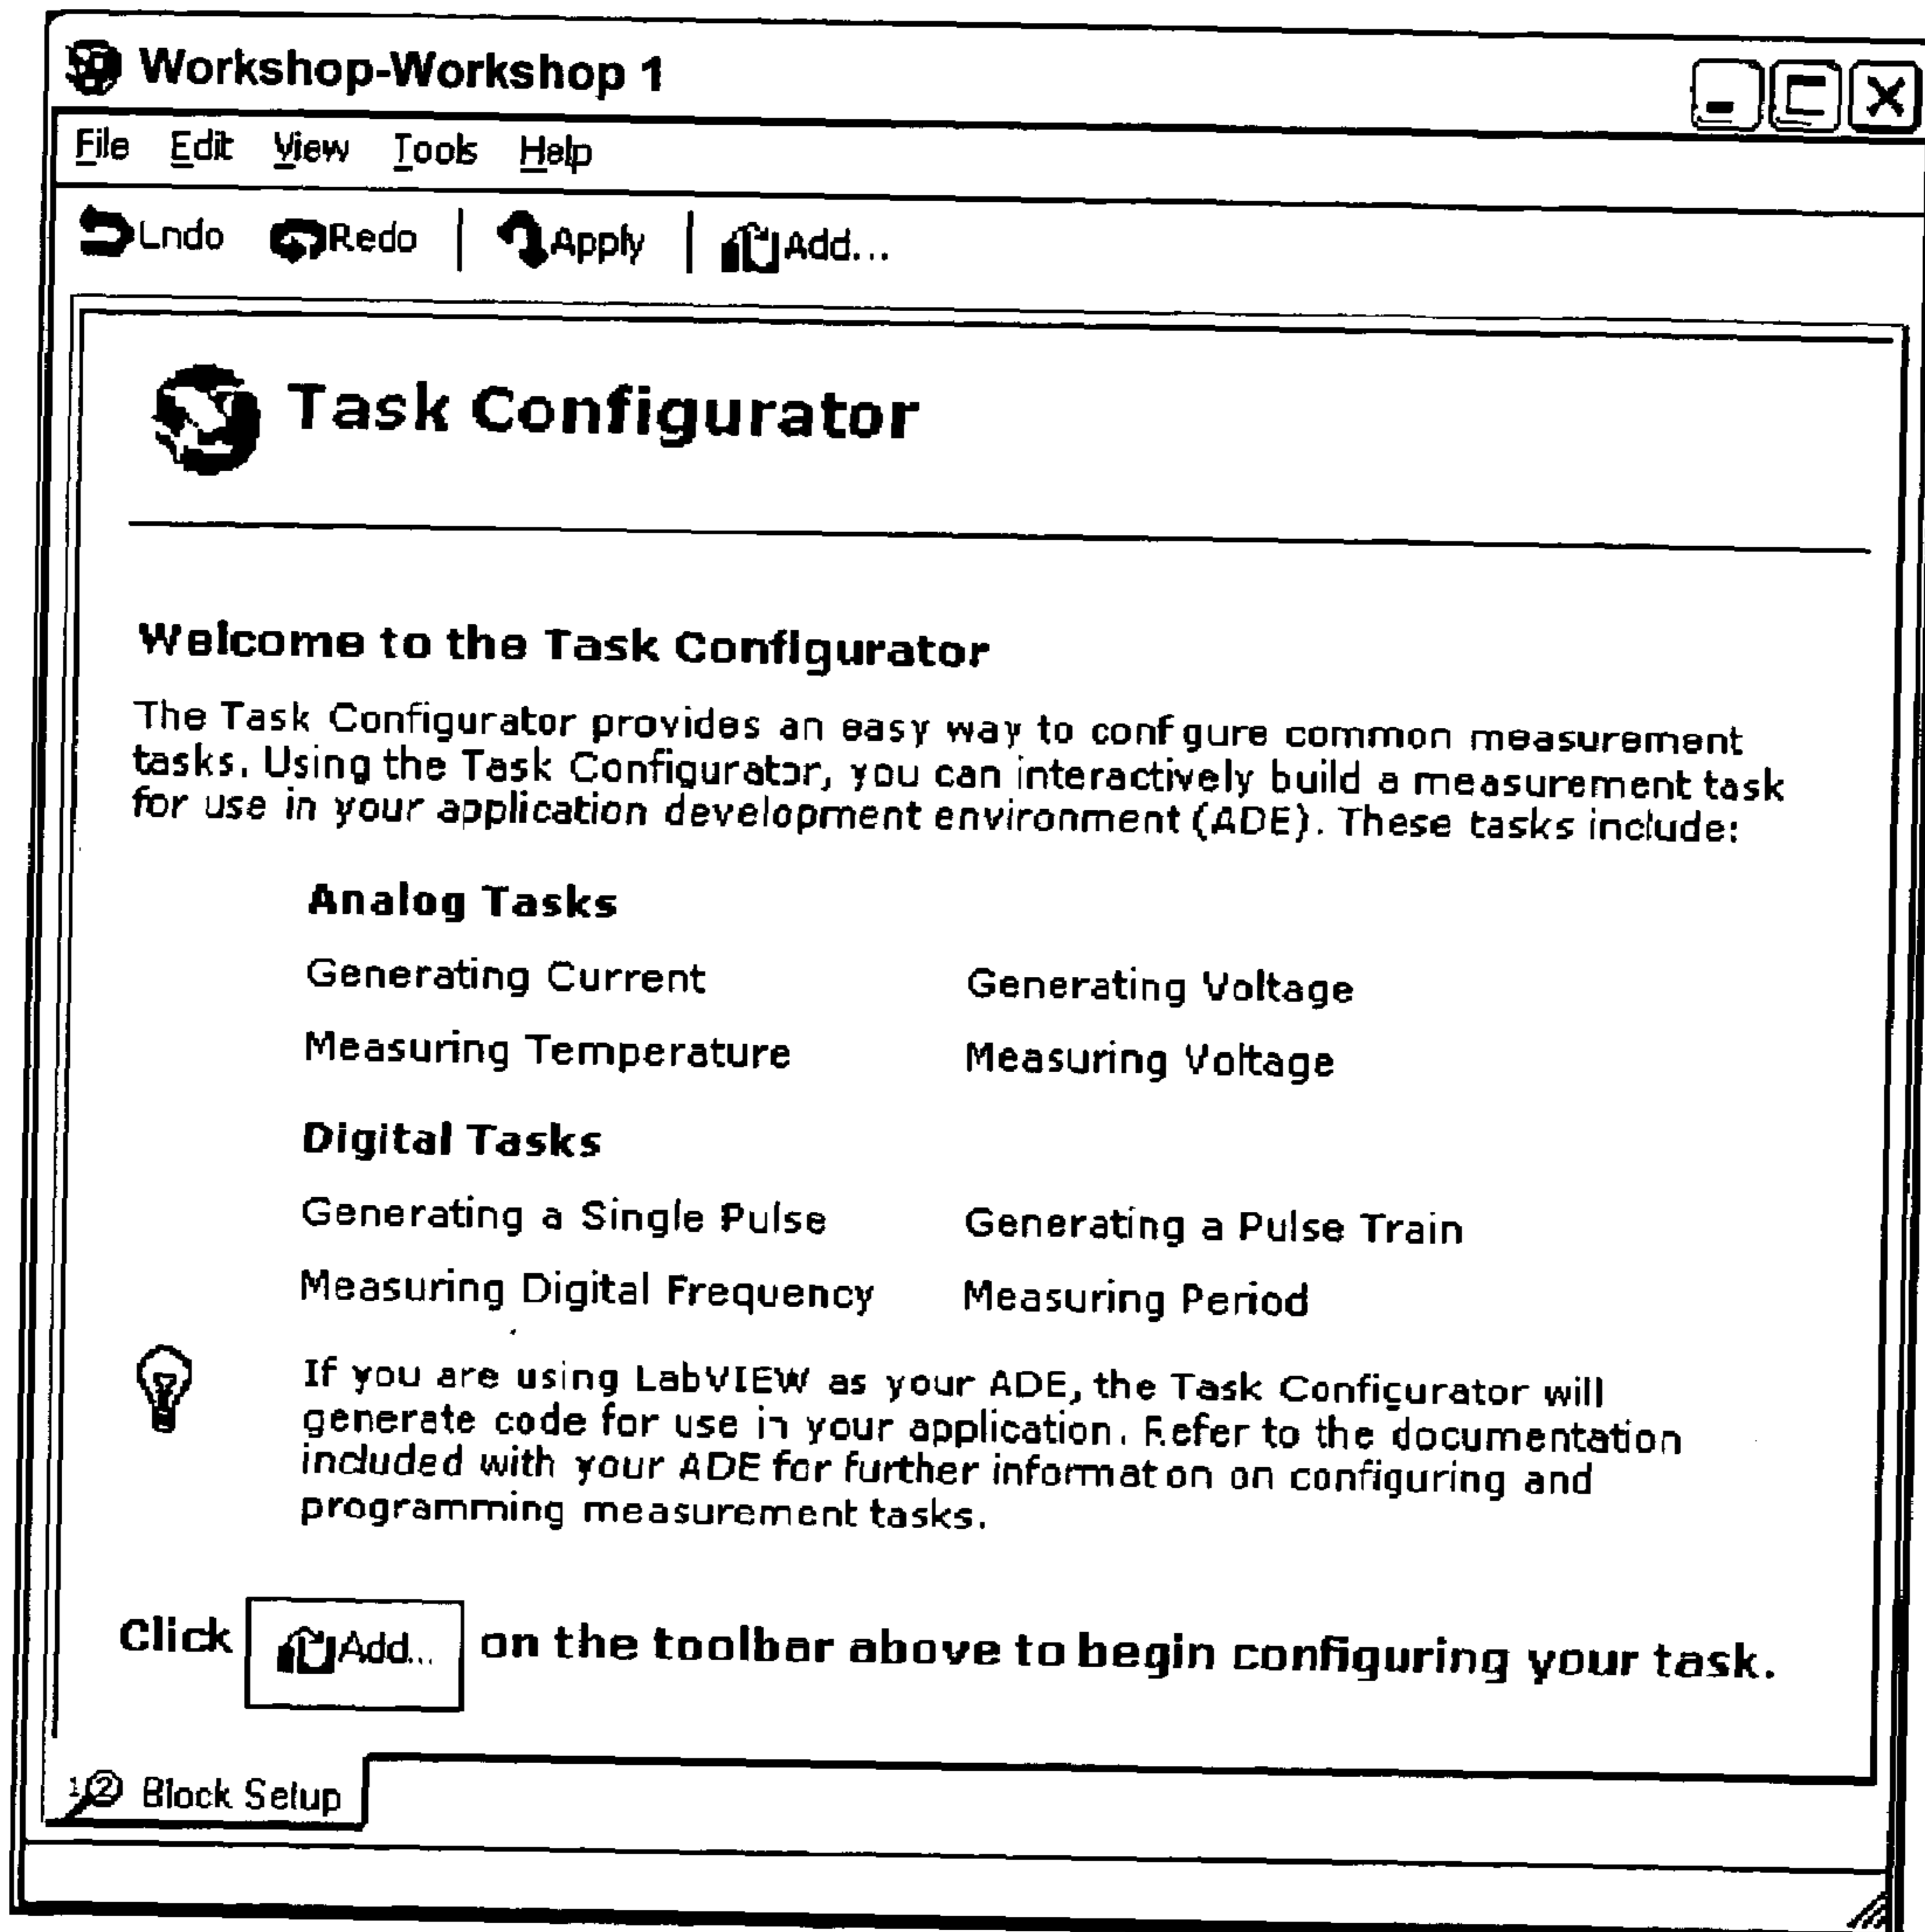 Workshop-Workshop 1
File Edit View Tools Help
Undo Redo Apply Add...
Task Configurator
Welcome to the Task Configurator
The Task Configurator provides an easy way to configure common measurement
tasks. Using the Task Configurator, you can interactively build a measurement task
for use in your application development environment (ADE). These tasks include:
Analog Tasks
Generating Current Generating Voltage
Measuring Temperature Measuring Voltage
Digital Tasks
Generating a Single Pulse Generating a Pulse Train
Measuring Digital Frequency Measuring Period
If you are using LabVIEW as your ADE, the Task Configurator will
generate code for use in your application. Refer to the documentation
included with your ADE for further information on configuring and
programming measurement tasks.
Click Add... on the toolbar above to begin configuring your task.
1 2 Block Setup